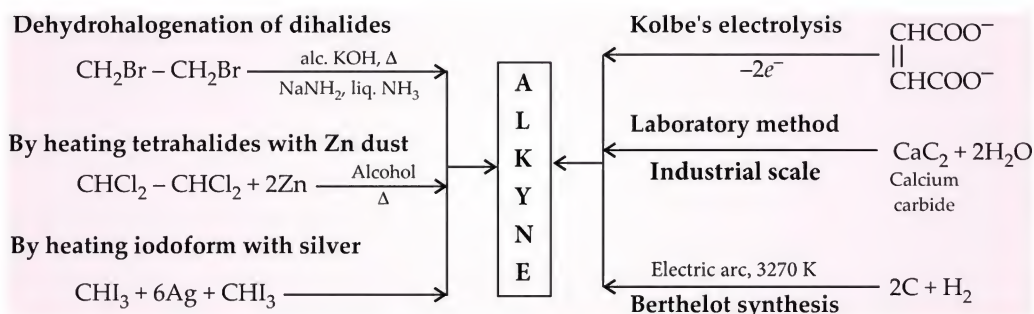 Dehydrohalogenation of dihalides
CH₂Br – CH₂Br
alc. KOH, Δ
NaNH₂, liq. NH₃
By heating tetrahalides with Zn dust
CHCl₂ – CHCl₂ + 2Zn
Alcohol
Δ
By heating iodoform with silver
CHI₃ + 6Ag + CHI₃
A
L
K
Y
N
E
Kolbe's electrolysis
–2e⁻
CHCOO⁻
||
CHCOO⁻
Laboratory method
Industrial scale
CaC₂ + 2H₂O
Calcium
carbide
Electric arc, 3270 K
Berthelot synthesis
2C + H₂